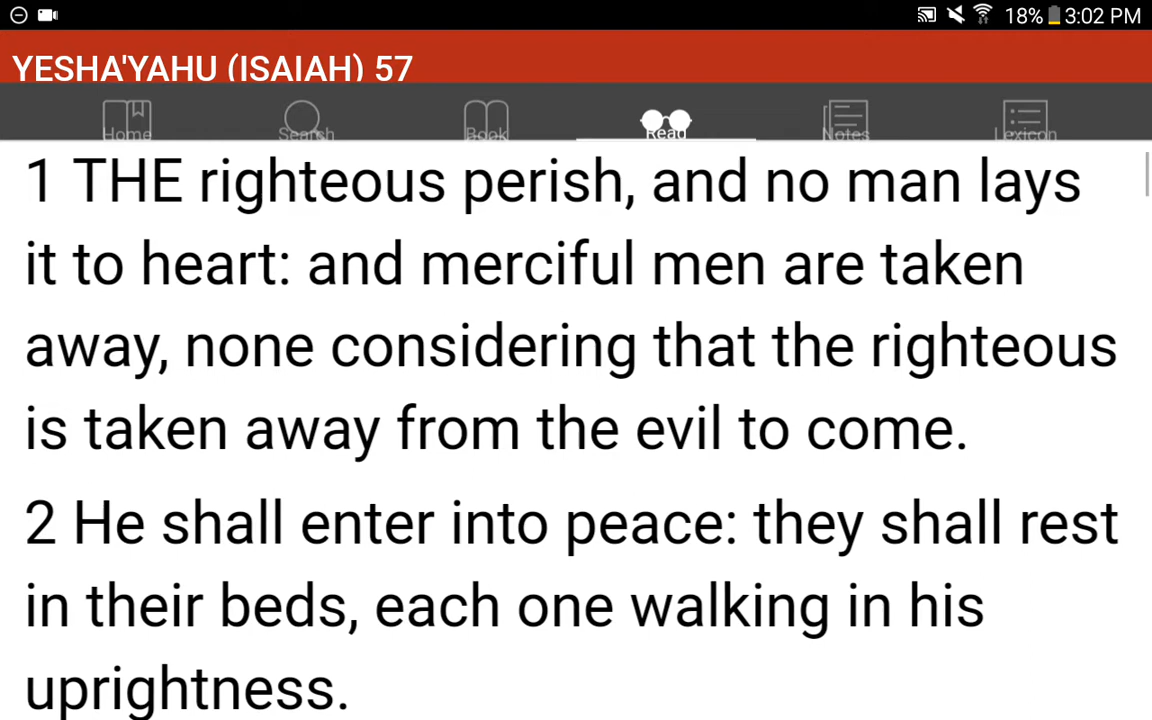 18% 3:02 PM
YESHA'YAHU (ISAIAH) 57
Home Search Book Read Notes Lexicon
1 THE righteous perish, and no man lays
it to heart: and merciful men are taken
away, none considering that the righteous
is taken away from the evil to come.
2 He shall enter into peace: they shall rest
in their beds, each one walking in his
uprightness.